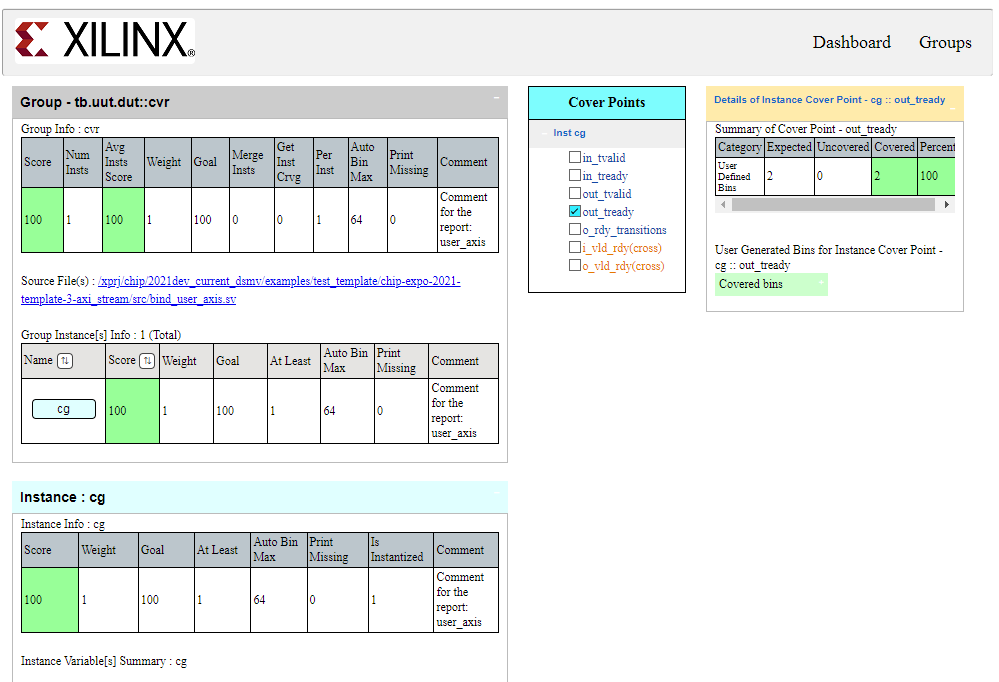 XILINX®
Dashboard Groups
Group - tb.uut.dut::cvr
Group Info : cvr
Score Num Insts Avg Insts Score Weight Goal Merge Insts Get Inst Crvg Per Inst Auto Bin Max Print Missing Comment
100 1 100 1 100 0 0 1 64 0 Comment for the report: user_axis
Source File(s) : /xprj/chip/2021dev_current_dsmv/examples/test_template/chip-expo-2021-
template-3-axi_stream/src/bind_user_axis.sv
Group Instance[s] Info : 1 (Total)
Name ⇅ Score ⇅ Weight Goal At Least Auto Bin Max Print Missing Comment
cg 100 1 100 1 64 0 Comment for the report: user_axis
Instance : cg
Instance Info : cg
Score Weight Goal At Least Auto Bin Max Print Missing Is Instantized Comment
100 1 100 1 64 0 1 Comment for the report: user_axis
Instance Variable[s] Summary : cg
Cover Points
Inst cg
in_tvalid
in_tready
out_tvalid
out_tready
o_rdy_transitions
i_vld_rdy(cross)
o_vld_rdy(cross)
Details of Instance Cover Point - cg :: out_tready
Summary of Cover Point - out_tready
Category Expected Uncovered Covered Percent
User Defined Bins 2 0 2 100
User Generated Bins for Instance Cover Point -
cg :: out_tready
Covered bins